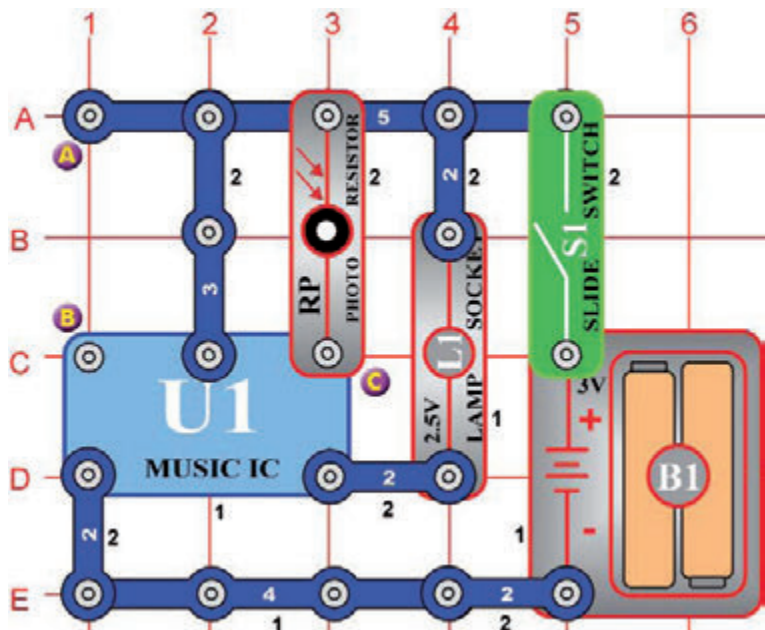 1 2 3 4 5 6
A 5
A
2 RESISTOR 2 2 2 SWITCH 2
B 3 RP PHOTO S1 SLIDE
B
C
C
U1 L1 SOCKET
2.5V LAMP 1 3V
+
MUSIC IC B1
D 2
1 2 1 -
2 2
E 4 2
1 2